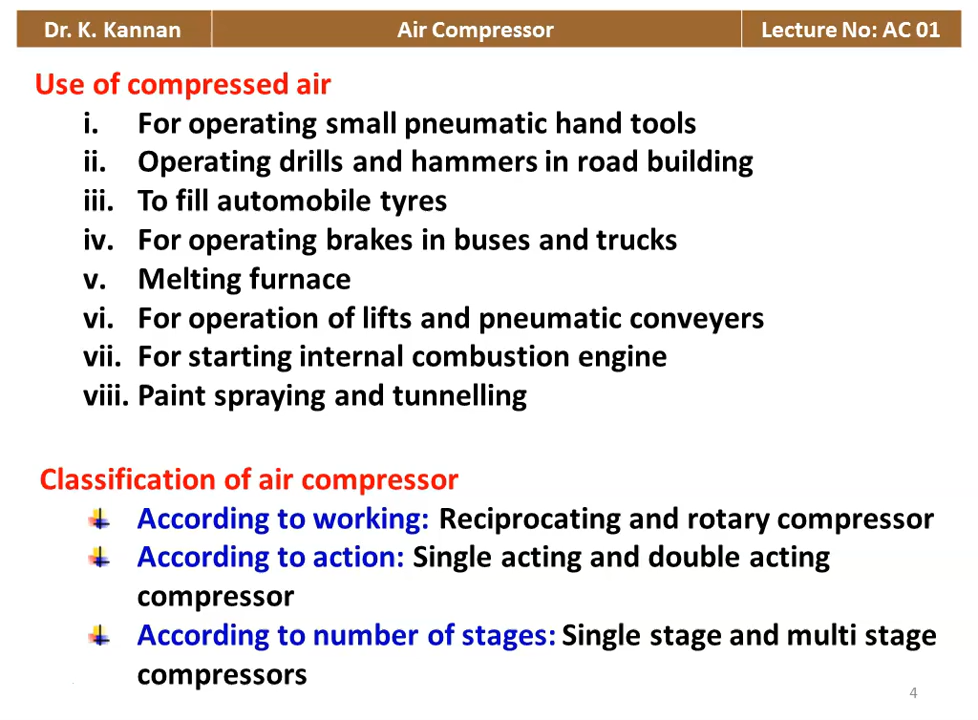 Dr. K. Kannan Air Compressor Lecture No: AC 01
Use of compressed air
i. For operating small pneumatic hand tools
ii. Operating drills and hammers in road building
iii. To fill automobile tyres
iv. For operating brakes in buses and trucks
v. Melting furnace
vi. For operation of lifts and pneumatic conveyers
vii. For starting internal combustion engine
viii. Paint spraying and tunnelling
Classification of air compressor
According to working: Reciprocating and rotary compressor
According to action: Single acting and double acting
compressor
According to number of stages: Single stage and multi stage
compressors
4